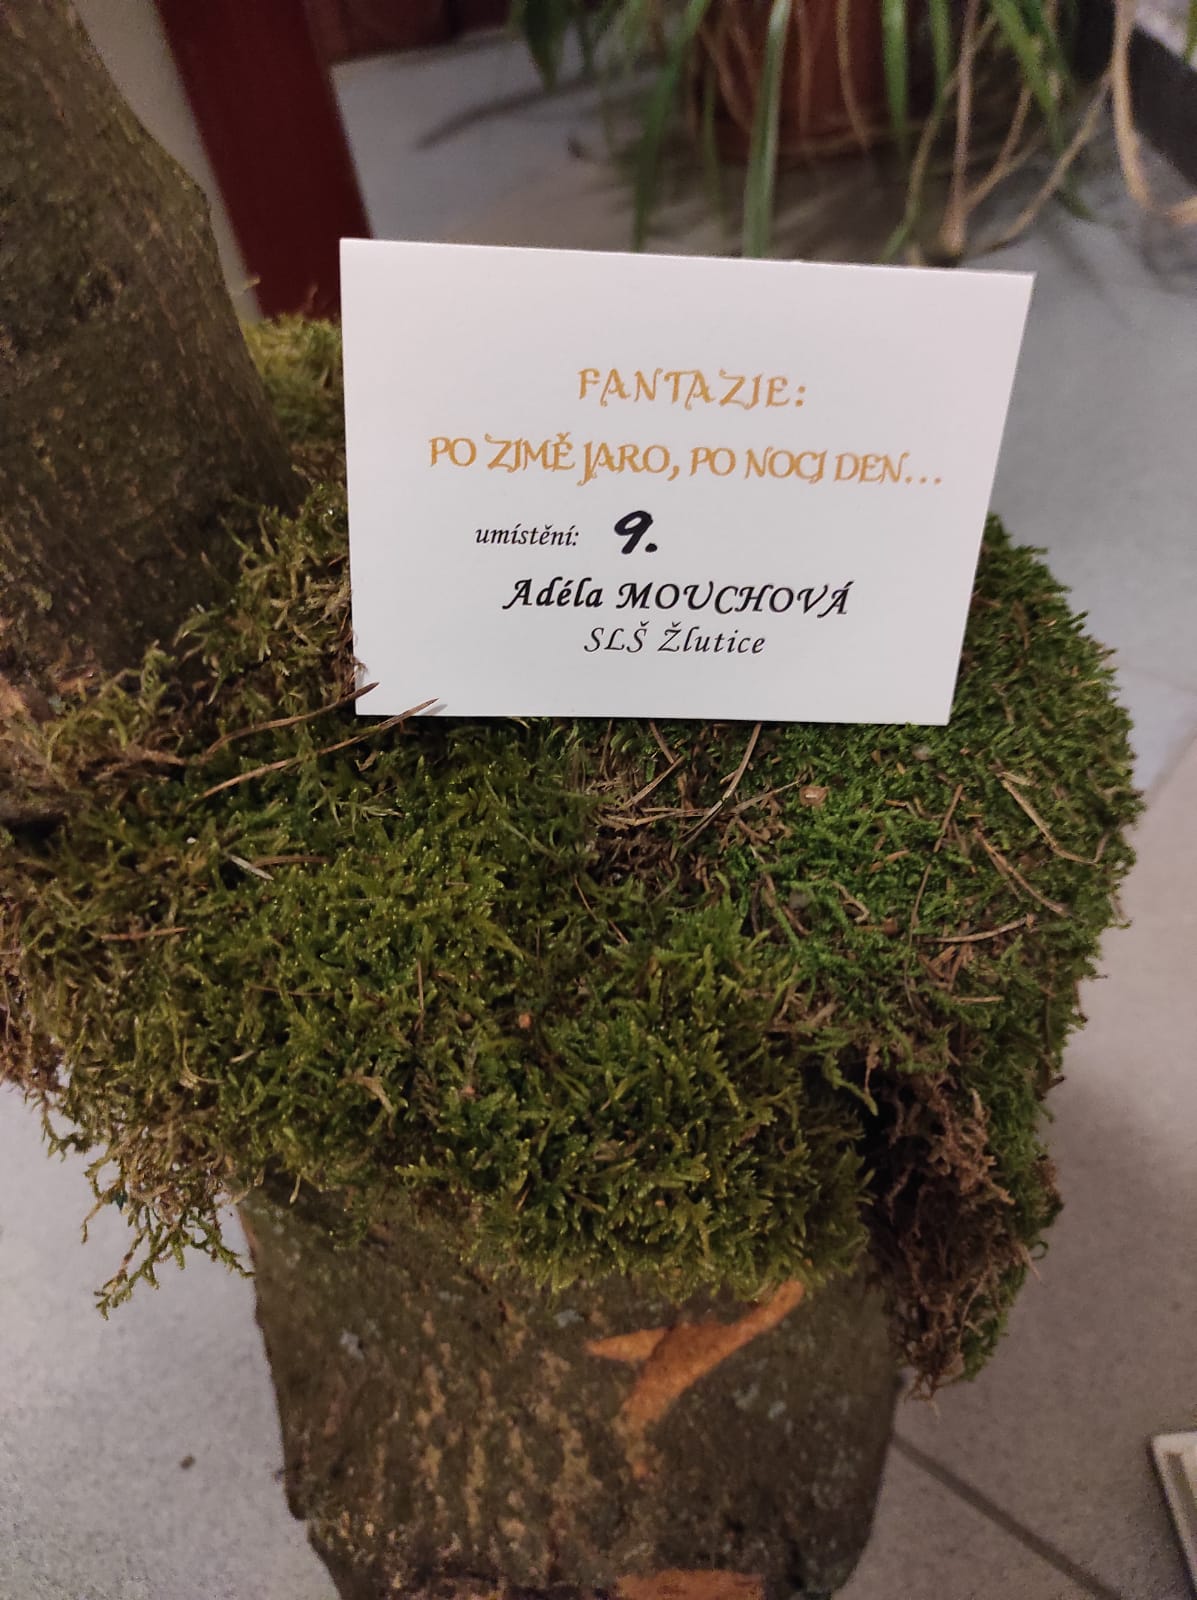 FANTAZIE:
PO ZIMĚ JARO, PO NOCI DEN...
umístění: 9.
Adéla MOUCHOVÁ
SLŠ Žlutice